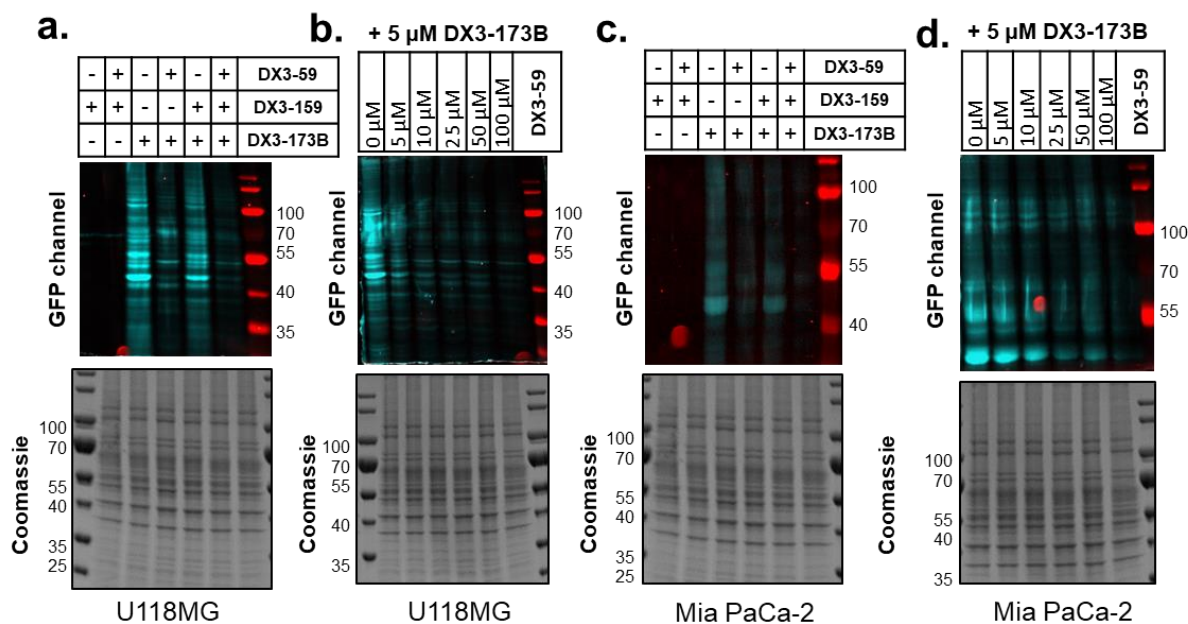 a.
- + - + - + DX3-59
+ + - - + + DX3-159
- - + + + + DX3-173B
GFP channel
100
70
55
40
35
Coomassie
100
70
55
40
35
25
U118MG
b.
+ 5 µM DX3-173B
0 µM
5 µM
10 µM
25 µM
50 µM
100 µM
DX3-59
GFP channel
100
70
55
40
35
Coomassie
100
70
55
40
35
U118MG
c.
- + - + - + DX3-59
+ + - - + + DX3-159
- - + + + + DX3-173B
GFP channel
100
70
55
40
Coomassie
100
70
55
40
35
25
Mia PaCa-2
d.
+ 5 µM DX3-173B
0 µM
5 µM
10 µM
25 µM
50 µM
100 µM
DX3-59
GFP channel
100
70
55
Coomassie
100
70
55
40
35
Mia PaCa-2